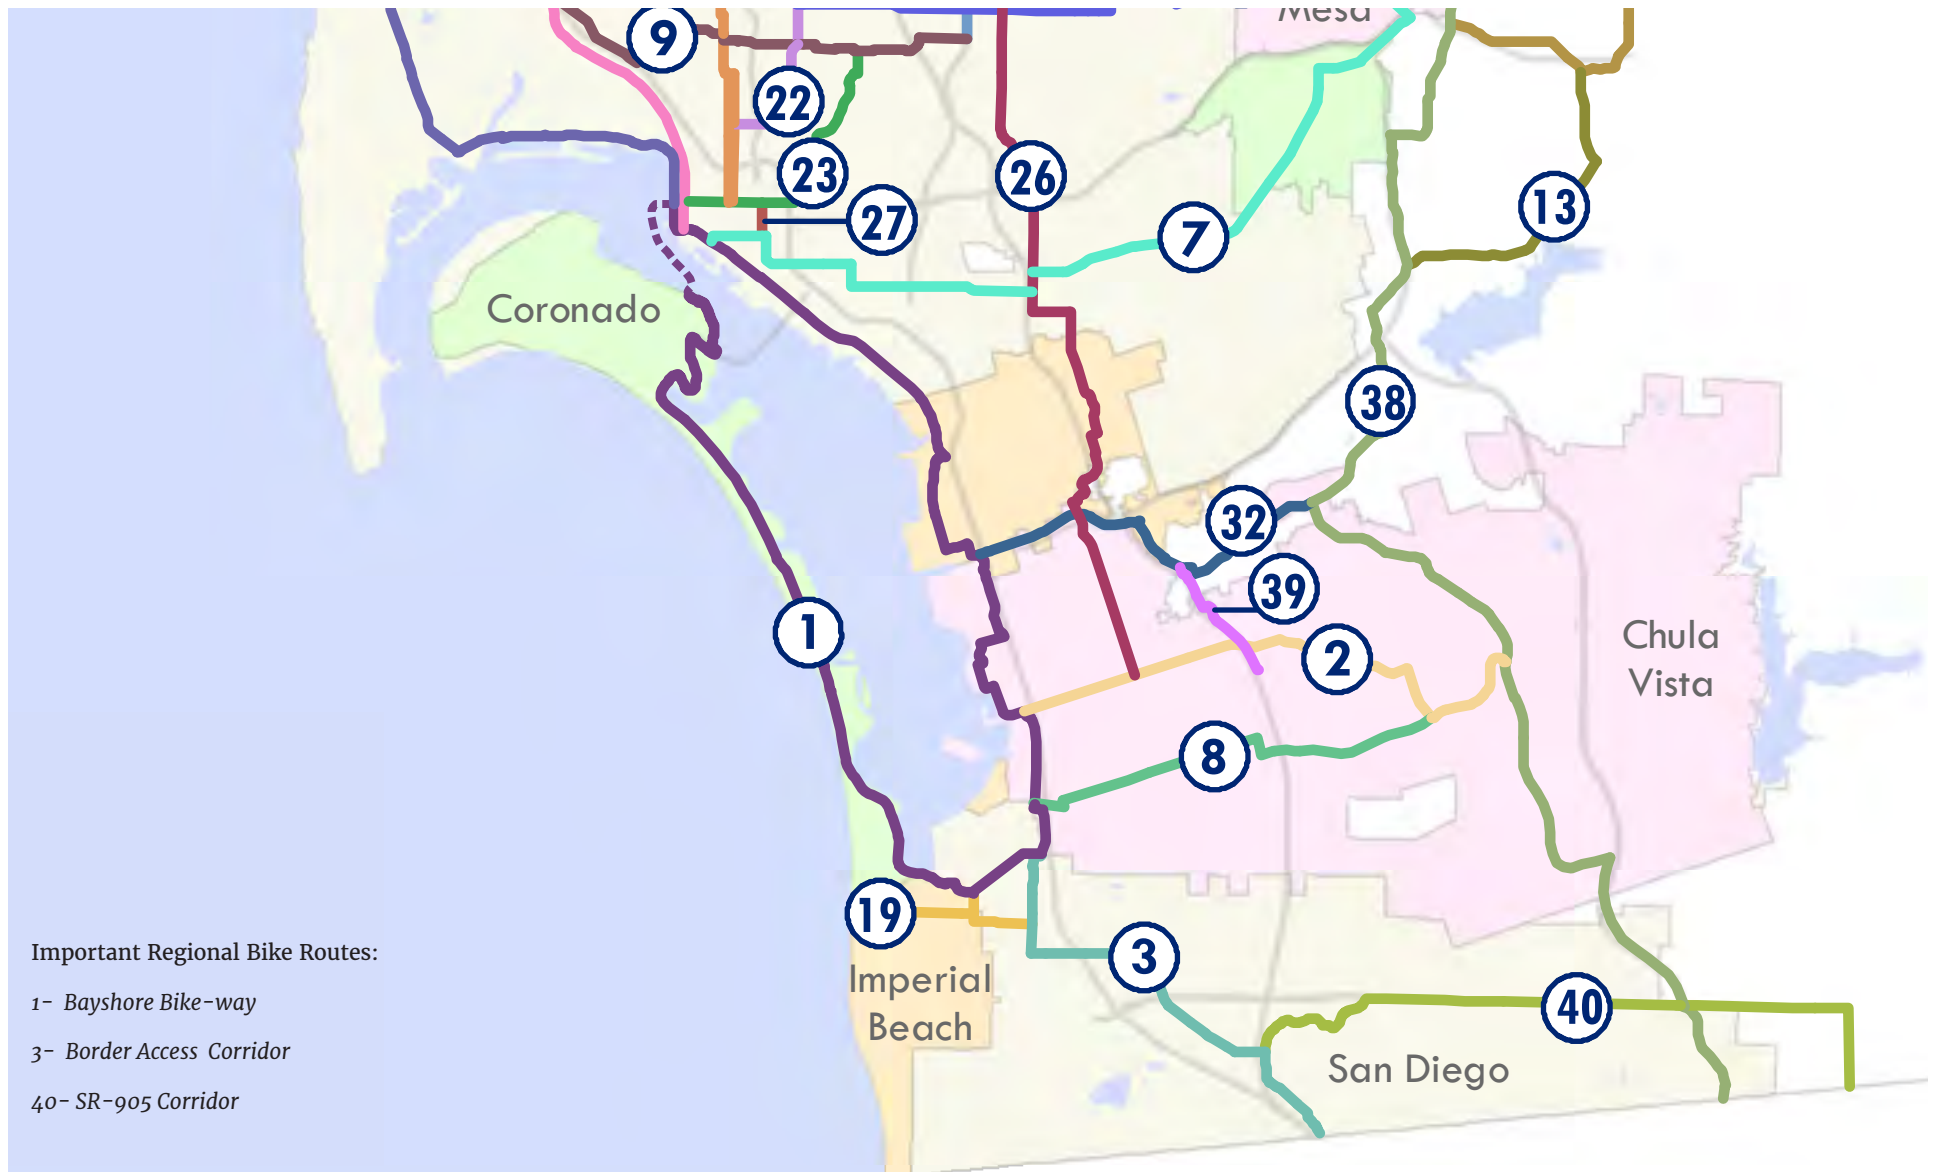 Mesa
9
22
23
26
27
7
13
Coronado
38
32
39
1
2
Chula
Vista
8
19
3
Imperial
Beach
40
San Diego
Important Regional Bike Routes:
1- Bayshore Bike-way
3- Border Access Corridor
40- SR-905 Corridor